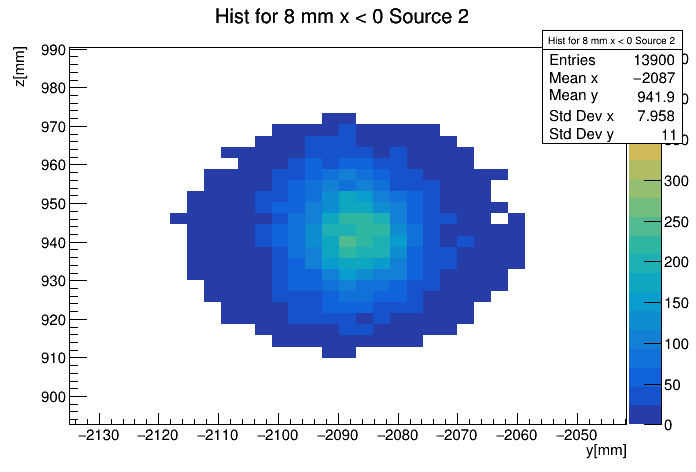 Hist for 8 mm x < 0 Source 2
Hist for 8 mm x < 0 Source 2
Entries 13900
Mean x −2087
Mean y 941.9
Std Dev x 7.958
Std Dev y 11
z[mm]
990
980
970
960
950
940
930
920
910
900
−2130
−2120
−2110
−2100
−2090
−2080
−2070
−2060
−2050
y[mm]
300
250
200
150
100
50
0